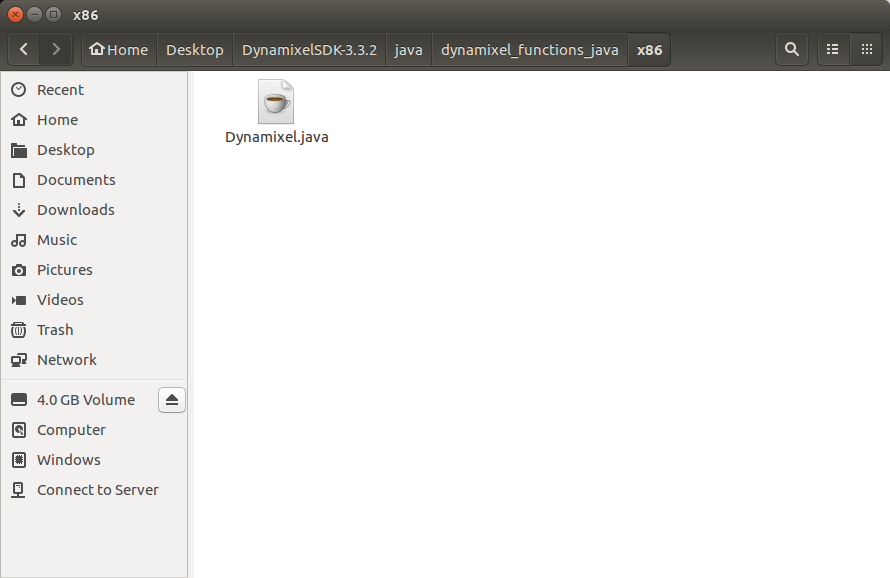 x86
Home Desktop DynamixelSDK-3.3.2 java dynamixel_functions_java x86
Recent
Home
Desktop
Documents
Downloads
Music
Pictures
Videos
Trash
Network
4.0 GB Volume
Computer
Windows
Connect to Server
Dynamixel.java